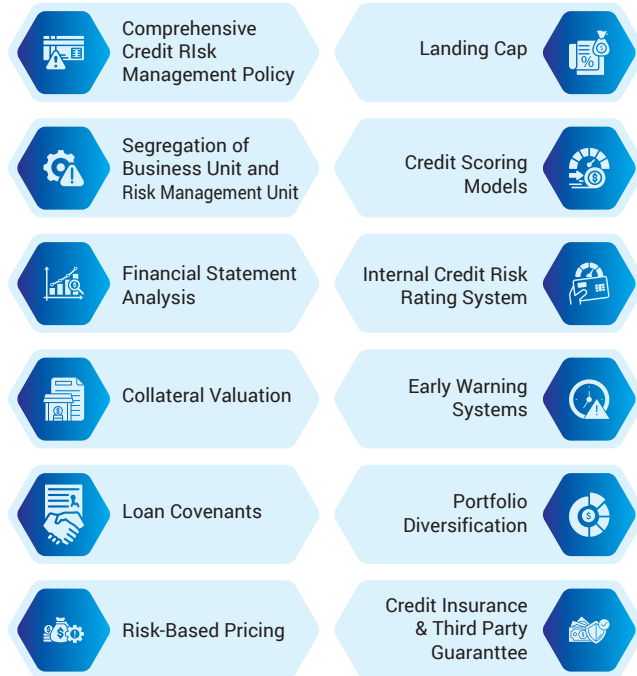 Comprehensive
Credit RIsk
Management Policy
Landing Cap
Segregation of
Business Unit and
Risk Management Unit
Credit Scoring
Models
Financial Statement
Analysis
Internal Credit Risk
Rating System
Collateral Valuation
Early Warning
Systems
Loan Covenants
Portfolio
Diversification
Risk-Based Pricing
Credit Insurance
& Third Party
Guaranttee